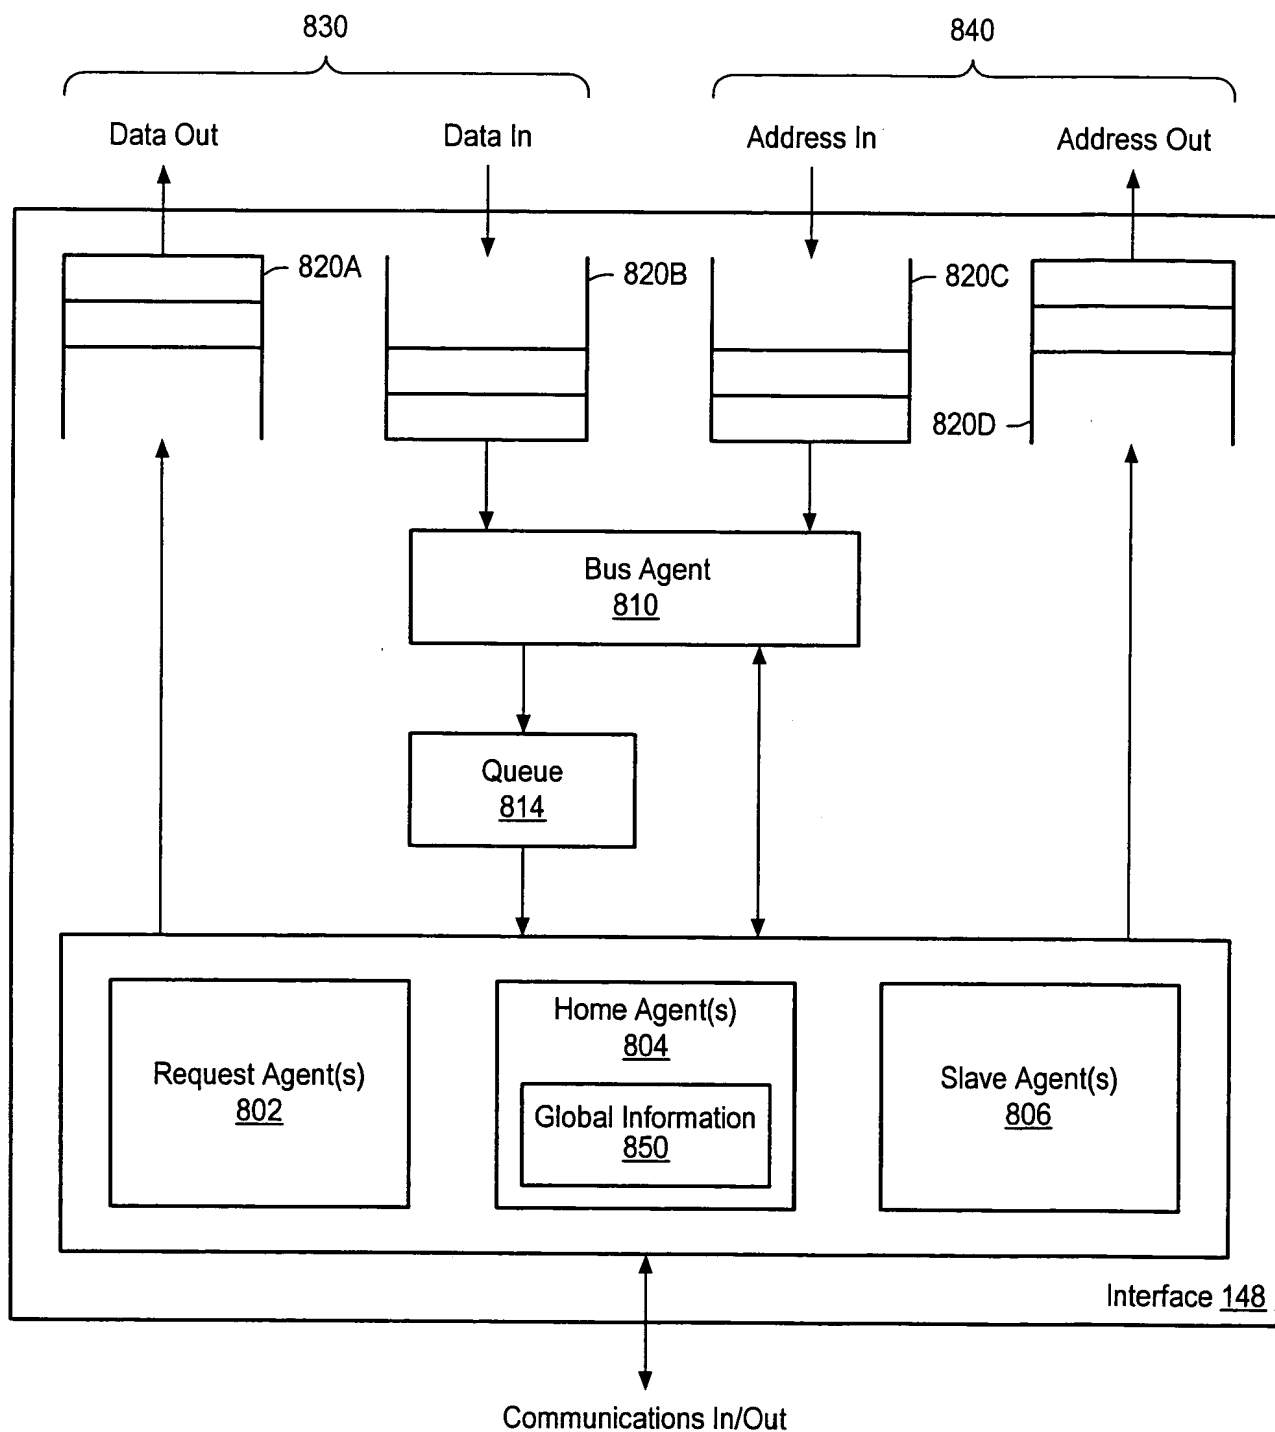 830
840
Data Out
Data In
Address In
Address Out
820A
820B
820C
820D
Bus Agent
810
Queue
814
Request Agent(s)
802
Home Agent(s)
804
Global Information
850
Slave Agent(s)
806
Interface 148
Communications In/Out